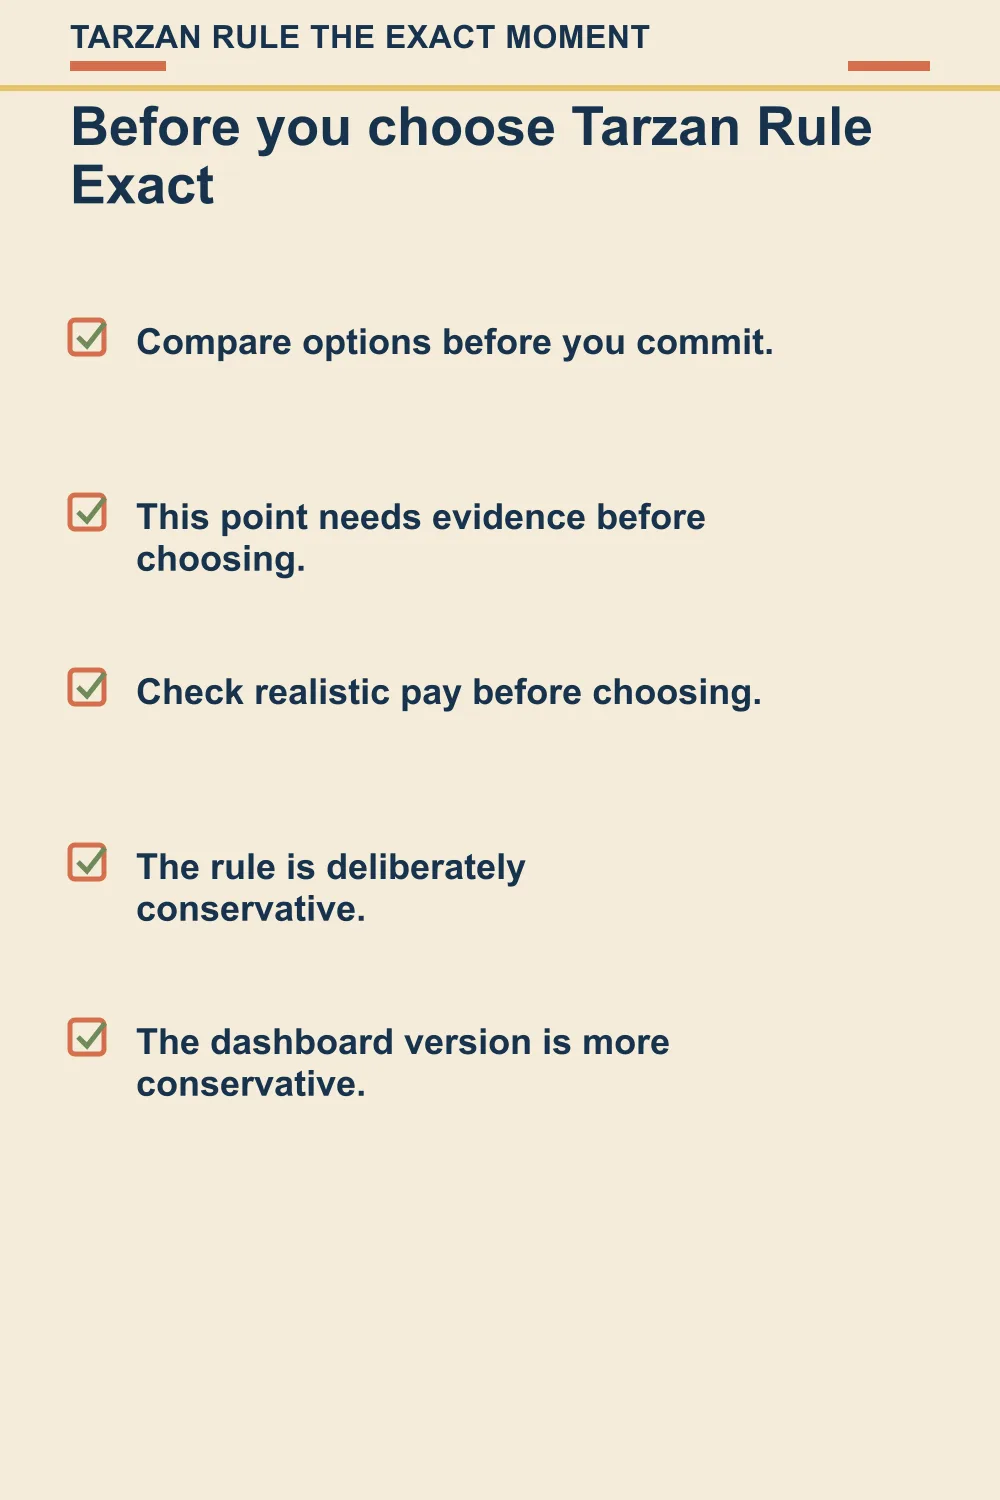 TARZAN RULE THE EXACT MOMENT
Before you choose Tarzan Rule
Exact
Compare options before you commit.
This point needs evidence before
choosing.
Check realistic pay before choosing.
The rule is deliberately
conservative.
The dashboard version is more
conservative.